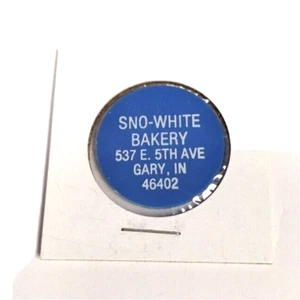 SNO-WHITE
BAKERY
537 E. 5TH AVE
GARY, IN
46402